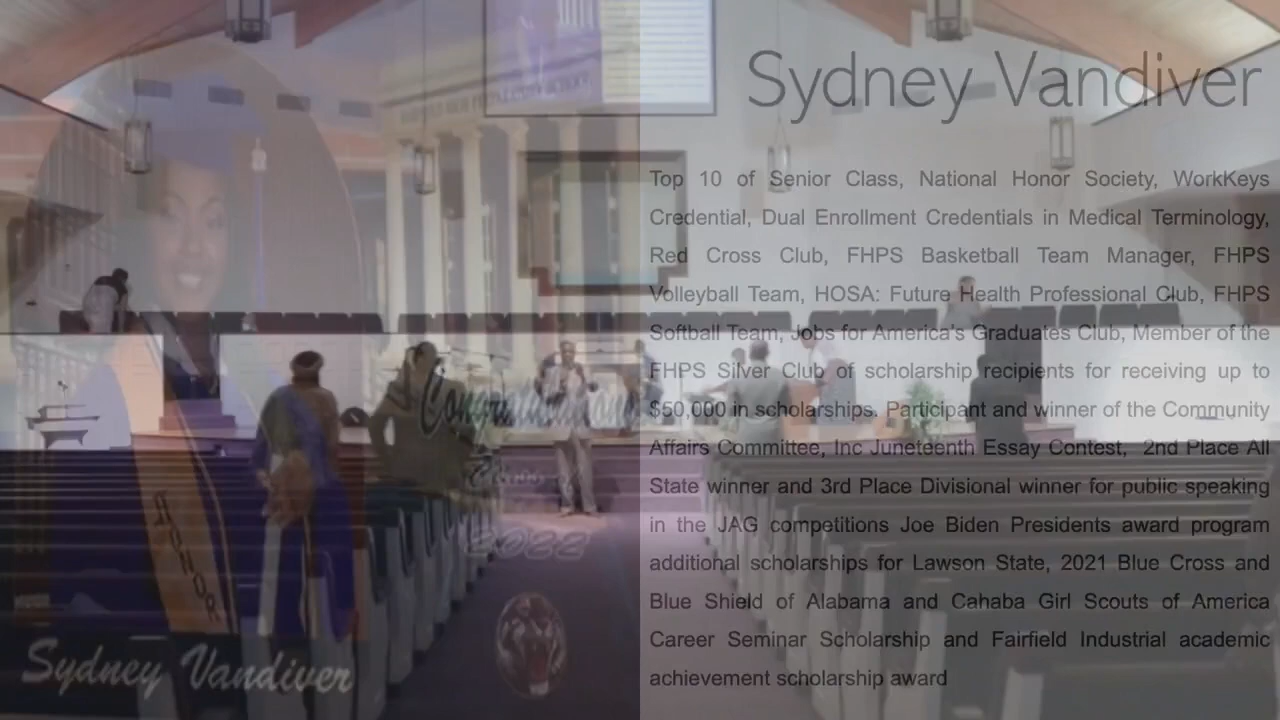 Sydney Vandiver
Top 10 of Senior Class, National Honor Society, WorkKeys
Credential, Dual Enrollment Credentials in Medical Terminology,
Red Cross Club, FHPS Basketball Team Manager, FHPS
Volleyball Team, HOSA: Future Health Professional Club, FHPS
Softball Team, Jobs for America's Graduates Club, Member of the
FHPS Silver Club of scholarship recipients for receiving up to
$50,000 in scholarships. Participant and winner of the Community
Affairs Committee, Inc Juneteenth Essay Contest, 2nd Place All
State winner and 3rd Place Divisional winner for public speaking
in the JAG competitions Joe Biden Presidents award program
additional scholarships for Lawson State, 2021 Blue Cross and
Blue Shield of Alabama and Cahaba Girl Scouts of America
Career Seminar Scholarship and Fairfield Industrial academic
achievement scholarship award
Congratulations
Class of
2022
HONOR
Sydney Vandiver